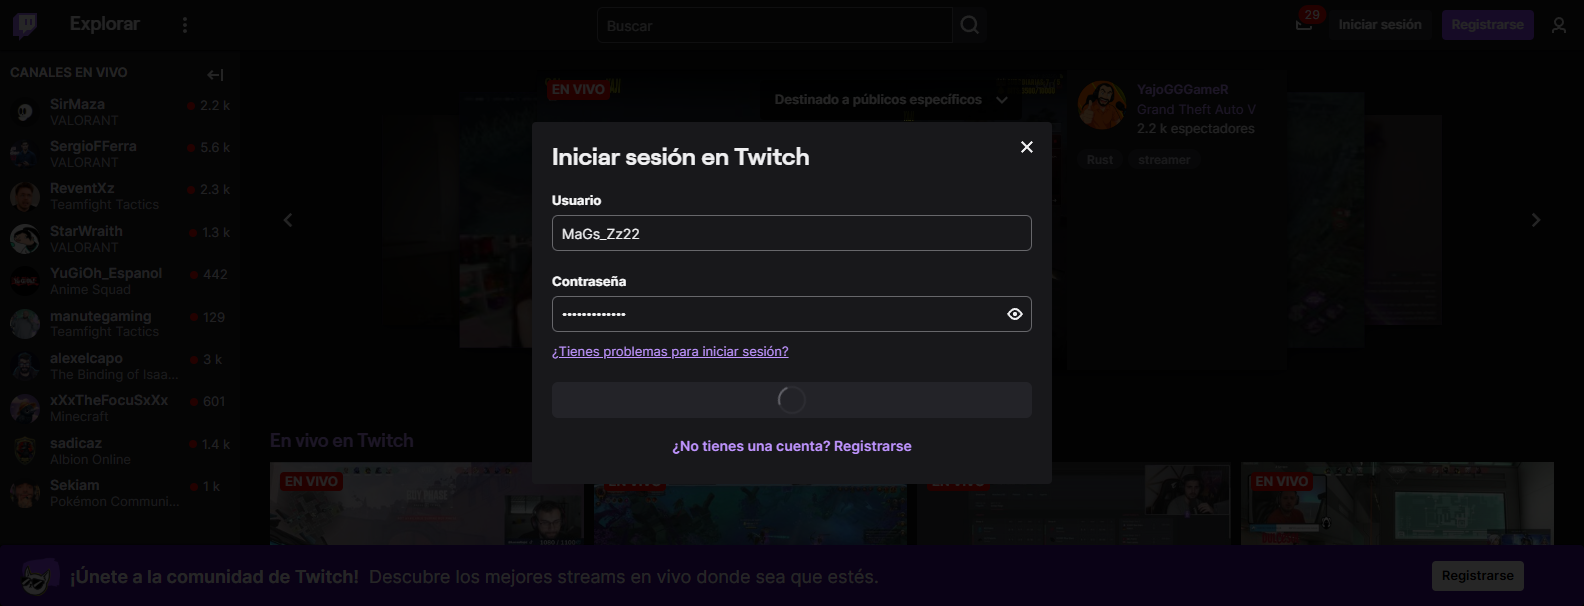 Explorar
Buscar
29
Iniciar sesión
Registrarse
CANALES EN VIVO
SirMaza
2.2 k
VALORANT
SergioFFerra
5.6 k
VALORANT
ReventXz
2.3 k
Teamfight Tactics
StarWraith
1.3 k
VALORANT
YuGiOh_Espanol
442
Anime Squad
manutegaming
129
Teamfight Tactics
alexelcapo
3 k
The Binding of Isaa...
xXxTheFocuSxXx
601
Minecraft
sadicaz
1.4 k
Albion Online
Sekiam
1 k
Pokémon Communi...
EN VIVO
Destinado a públicos específicos
YajoGGGameR
Grand Theft Auto V
2.2 k espectadores
Rust
streamer
Iniciar sesión en Twitch
Usuario
MaGs_Zz22
Contraseña
•••••••••••••
¿Tienes problemas para iniciar sesión?
¿No tienes una cuenta? Registrarse
En vivo en Twitch
EN VIVO
EN VIVO
EN VIVO
EN VIVO
¡Únete a la comunidad de Twitch! Descubre los mejores streams en vivo donde sea que estés.
Registrarse